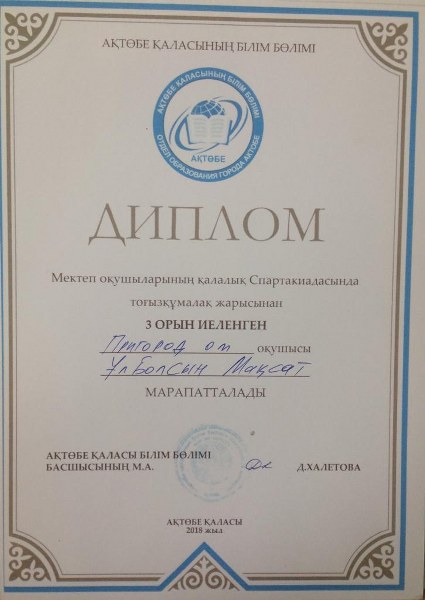 АҚТӨБЕ ҚАЛАСЫНЫҢ БІЛІМ БӨЛІМІ
АҚТӨБЕ ҚАЛАСЫНЫҢ БІЛІМ БӨЛІМІ
АҚТӨБЕ
ОТДЕЛ ОБРАЗОВАНИЯ ГОРОДА АКТОБЕ
ДИПЛОМ
Мектеп оқушыларының қалалық Спартакиадасында
тоғызқұмалақ жарысынан
3 ОРЫН ИЕЛЕНГЕН
Пригород ом оқушысы
Ұлболсын Мақсат
МАРАПАТТАЛАДЫ
АҚТӨБЕ ҚАЛАСЫ БІЛІМ БӨЛІМІ
БАСШЫСЫНЫҢ М.А. Д.ХАЛЕТОВА
АҚТӨБЕ ҚАЛАСЫ
2018 жыл